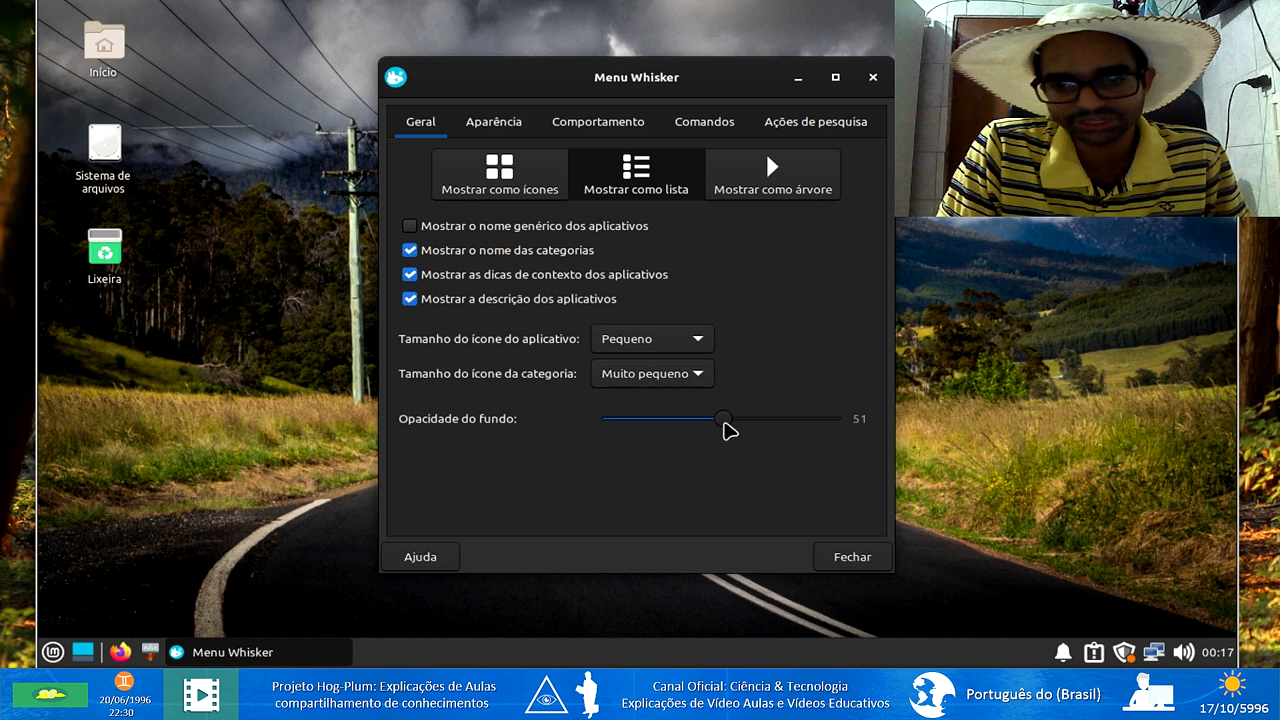 Início
Sistema de
arquivos
Lixeira
Menu Whisker
Geral
Aparência
Comportamento
Comandos
Ações de pesquisa
Mostrar como ícones
Mostrar como lista
Mostrar como árvore
Mostrar o nome genérico dos aplicativos
Mostrar o nome das categorias
Mostrar as dicas de contexto dos aplicativos
Mostrar a descrição dos aplicativos
Tamanho do ícone do aplicativo:
Pequeno
Tamanho do ícone da categoria:
Muito pequeno
Opacidade do fundo:
51
Ajuda
Fechar
Menu Whisker
00:17
20/06/1996
22:30
Projeto Hog-Plum: Explicações de Aulas
compartilhamento de conhecimentos
Canal Oficial: Ciência & Tecnologia
Explicações de Vídeo Aulas e Vídeos Educativos
Português do (Brasil)
17/10/5996